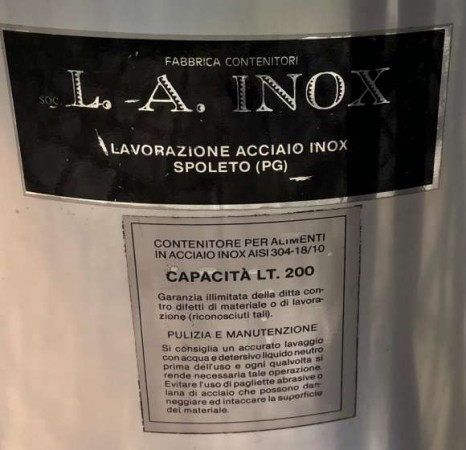 FABBRICA CONTENITORI
SOC. L.A. INOX
LAVORAZIONE ACCIAIO INOX
SPOLETO (PG)
CONTENITORE PER ALIMENTI
IN ACCIAIO INOX AISI 304-18/10
CAPACITÀ LT. 200
Garanzia illimitata della ditta con-
tro difetti di materiale o di lavora-
zione (riconosciuti tali).
PULIZIA E MANUTENZIONE
Si consiglia un accurato lavaggio
con acqua e detersivo liquido neutro
prima dell'uso e ogni qualvolta si
rende necessaria tale operazione.
Evitare l'uso di pagliette abrasive o
lana di acciaio che possono dan-
neggiare ed intaccare la superficie
del materiale.